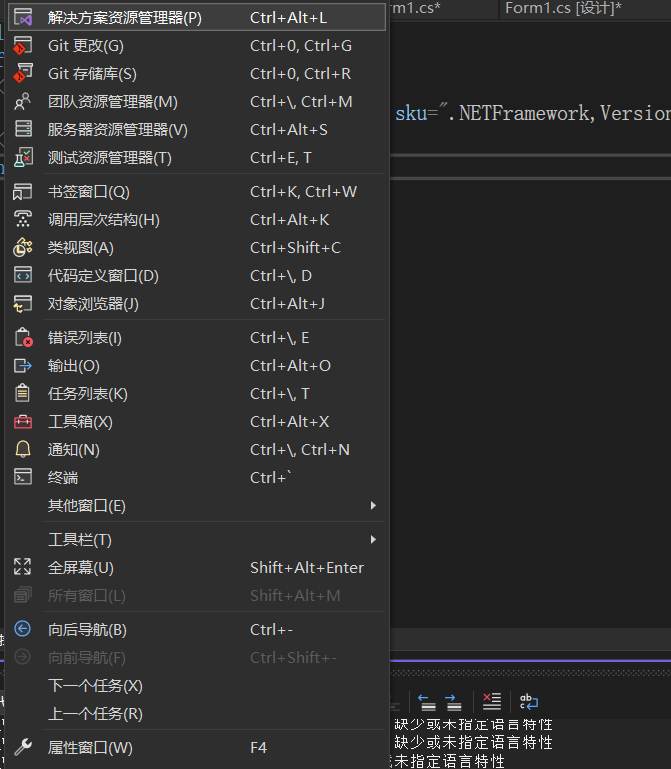 解决方案资源管理器(P) Ctrl+Alt+L
rm1.cs* Form1.cs [设计]*
Git 更改(G) Ctrl+0, Ctrl+G
Git 存储库(S) Ctrl+0, Ctrl+R
团队资源管理器(M) Ctrl+\, Ctrl+M
sku=".NETFramework,Version
服务器资源管理器(V) Ctrl+Alt+S
测试资源管理器(T) Ctrl+E, T
书签窗口(Q) Ctrl+K, Ctrl+W
调用层次结构(H) Ctrl+Alt+K
类视图(A) Ctrl+Shift+C
代码定义窗口(D) Ctrl+\, D
对象浏览器(J) Ctrl+Alt+J
错误列表(I) Ctrl+\, E
输出(O) Ctrl+Alt+O
任务列表(K) Ctrl+\, T
工具箱(X) Ctrl+Alt+X
通知(N) Ctrl+\, Ctrl+N
终端 Ctrl+`
其他窗口(E)
工具栏(T)
全屏幕(U) Shift+Alt+Enter
所有窗口(L) Shift+Alt+M
向后导航(B) Ctrl+-
向前导航(F) Ctrl+Shift+-
下一个任务(X)
上一个任务(R)
缺少或未指定语言特性
缺少或未指定语言特性
属性窗口(W) F4
未指定语言特性